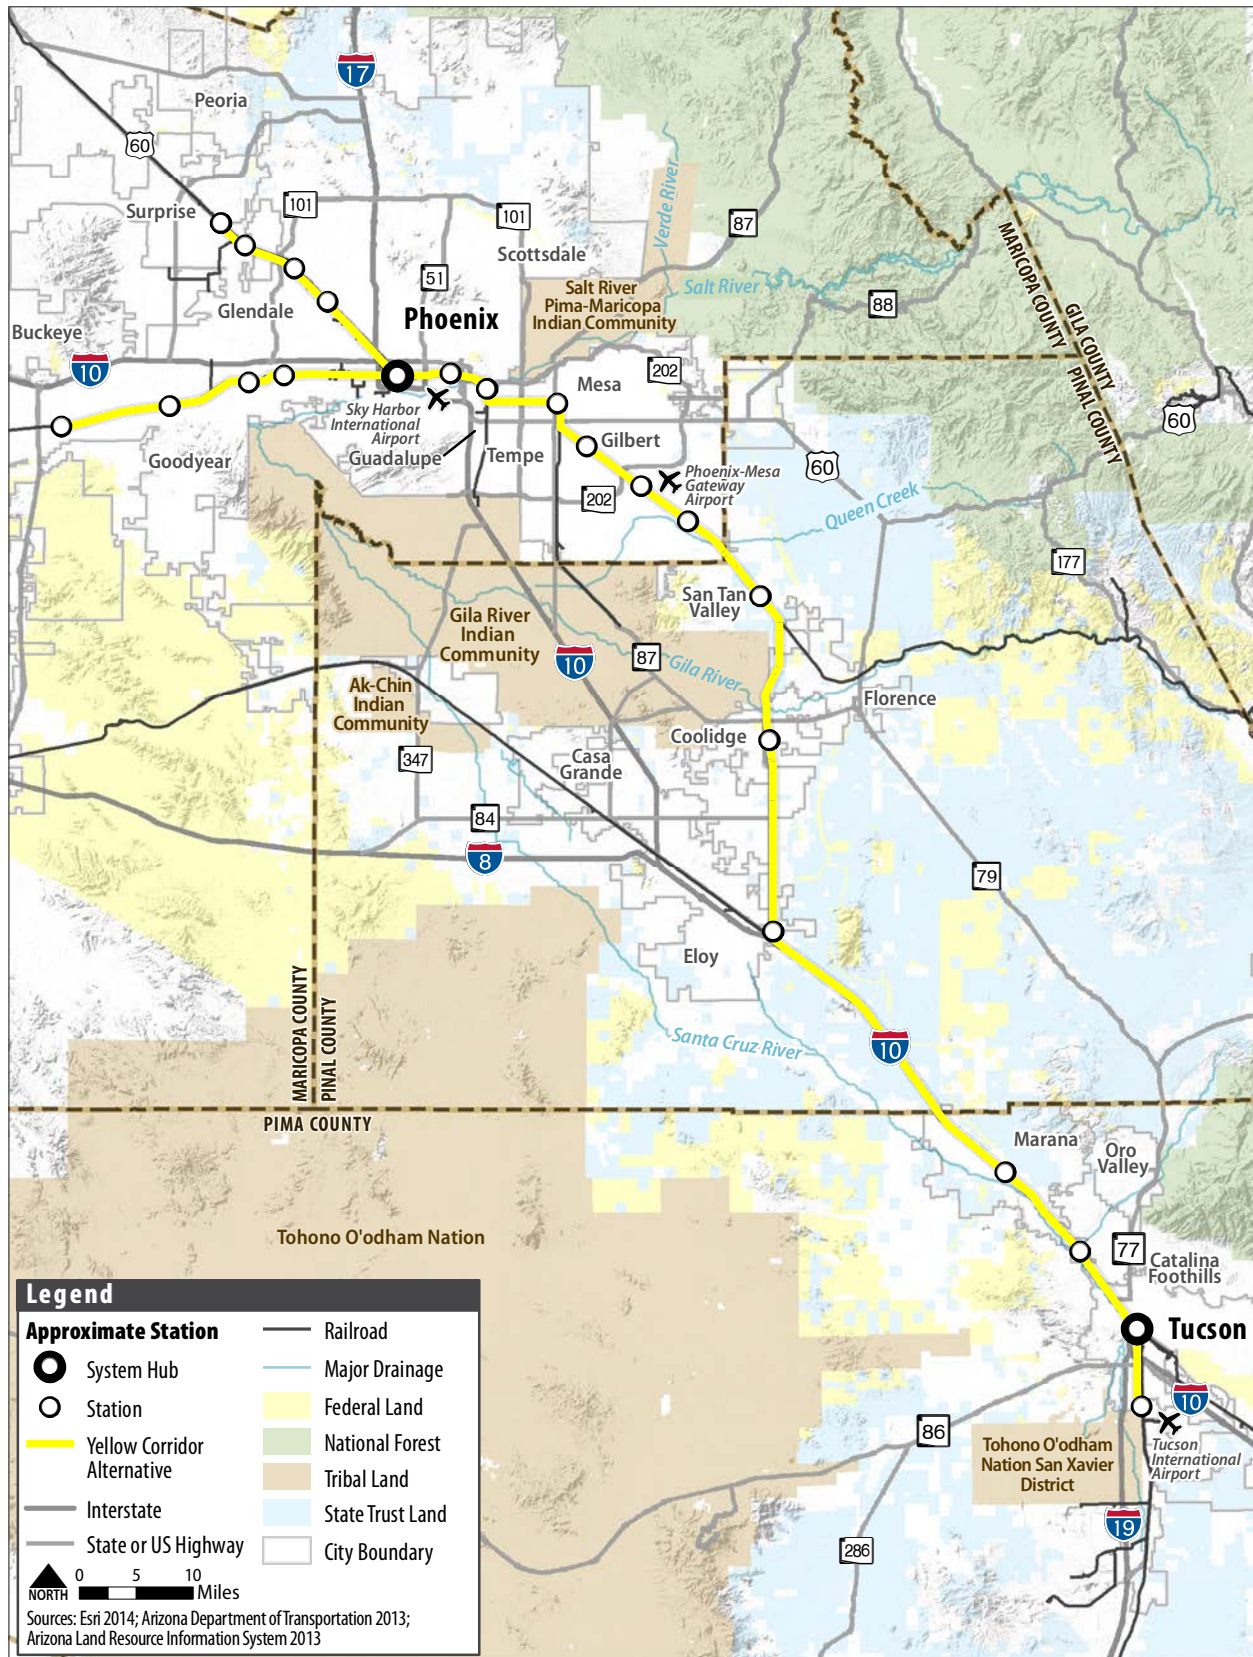 17
Peoria
60
Surprise
101
101
87
Verde River
Scottsdale
51
MARICOPA COUNTY
GILA COUNTY
Salt River
Pima-Maricopa
Indian Community
Salt River
88
Glendale
Phoenix
Buckeye
10
202
Mesa
PINAL COUNTY
60
Sky Harbor
International
Airport
Gilbert
Goodyear
Guadalupe
Tempe
60
Phoenix-Mesa
Gateway
Airport
202
Queen Creek
177
San Tan
Valley
Gila River
Indian
Community
10
87
Gila River
Ak-Chin
Indian
Community
Florence
Coolidge
347
Casa
Grande
84
8
79
Eloy
MARICOPA COUNTY
PINAL COUNTY
Santa Cruz River
10
PIMA COUNTY
Marana
Oro
Valley
Tohono O'odham Nation
77
Catalina
Foothills
Tucson
10
86
Tohono O'odham
Nation San Xavier
District
Tucson
International
Airport
19
286
Legend
Approximate Station
System Hub
Station
Yellow Corridor
Alternative
Interstate
State or US Highway
Railroad
Major Drainage
Federal Land
National Forest
Tribal Land
State Trust Land
City Boundary
NORTH
0 5 10
Miles
Sources: Esri 2014; Arizona Department of Transportation 2013;
Arizona Land Resource Information System 2013